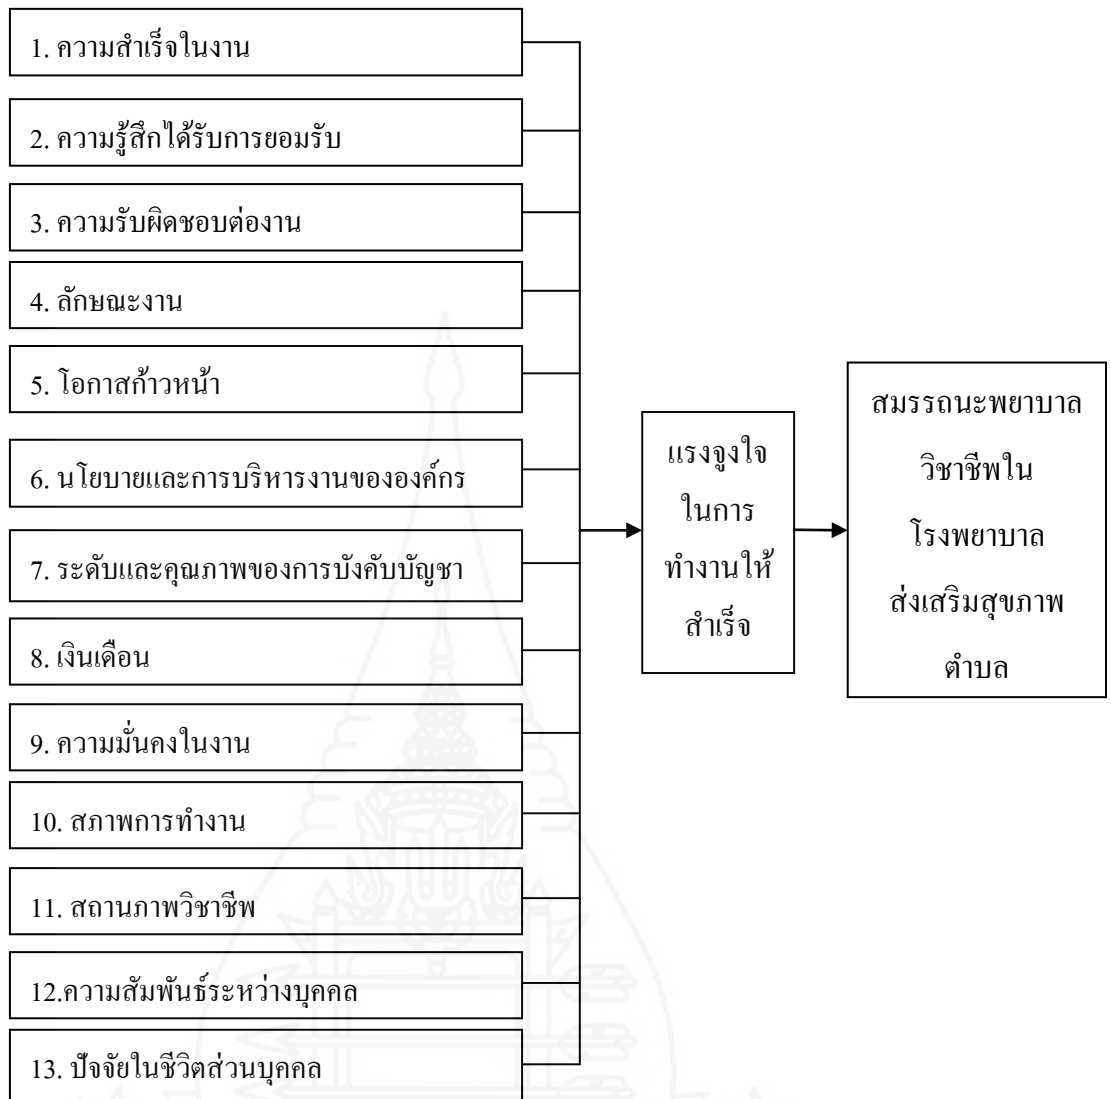 1. ความสำเร็จในงาน
2. ความรู้สึกได้รับการยอมรับ
3. ความรับผิดชอบต่องาน
4. ลักษณะงาน
5. โอกาสก้าวหน้า
6. นโยบายและการบริหารงานขององค์กร
7. ระดับและคุณภาพของการบังคับบัญชา
8. เงินเดือน
9. ความมั่นคงในงาน
10. สภาพการทำงาน
11. สถานภาพวิชาชีพ
12.ความสัมพันธ์ระหว่างบุคคล
13. ปัจจัยในชีวิตส่วนบุคคล
แรงจูงใจ
ในการ
ทำงานให้
สำเร็จ
สมรรถนะพยาบาล
วิชาชีพใน
โรงพยาบาล
ส่งเสริมสุขภาพ
ตำบล